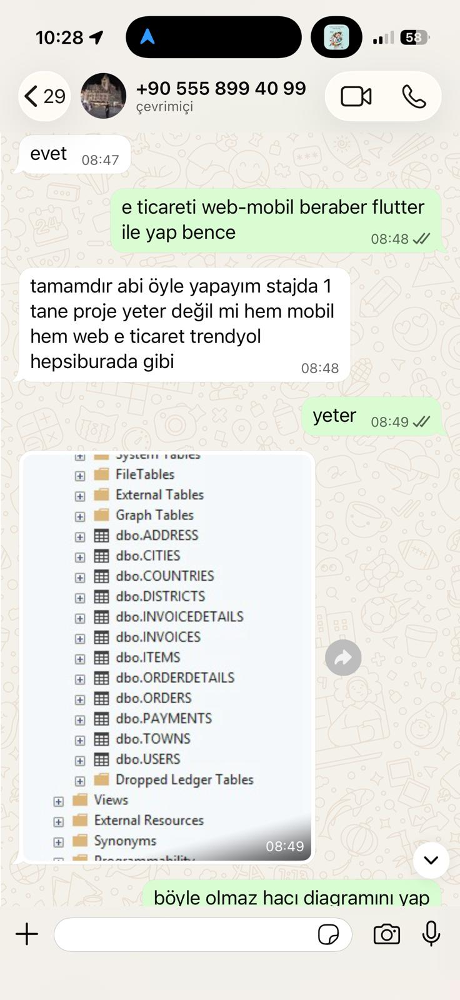 10:28
58
29
+90 555 899 40 99
çevrimiçi
evet 08:47
e ticareti web-mobil beraber flutter
ile yap bence 08:48
tamamdır abi öyle yapayım stajda 1
tane proje yeter değil mi hem mobil
hem web e ticaret trendyol
hepsiburada gibi 08:48
yeter 08:49
System Tables
FileTables
External Tables
Graph Tables
dbo.ADDRESS
dbo.CITIES
dbo.COUNTRIES
dbo.DISTRICTS
dbo.INVOICEDETAILS
dbo.INVOICES
dbo.ITEMS
dbo.ORDERDETAILS
dbo.ORDERS
dbo.PAYMENTS
dbo.TOWNS
dbo.USERS
Dropped Ledger Tables
Views
External Resources
Synonyms
Programmability
08:49
böyle olmaz hacı diagramını yap